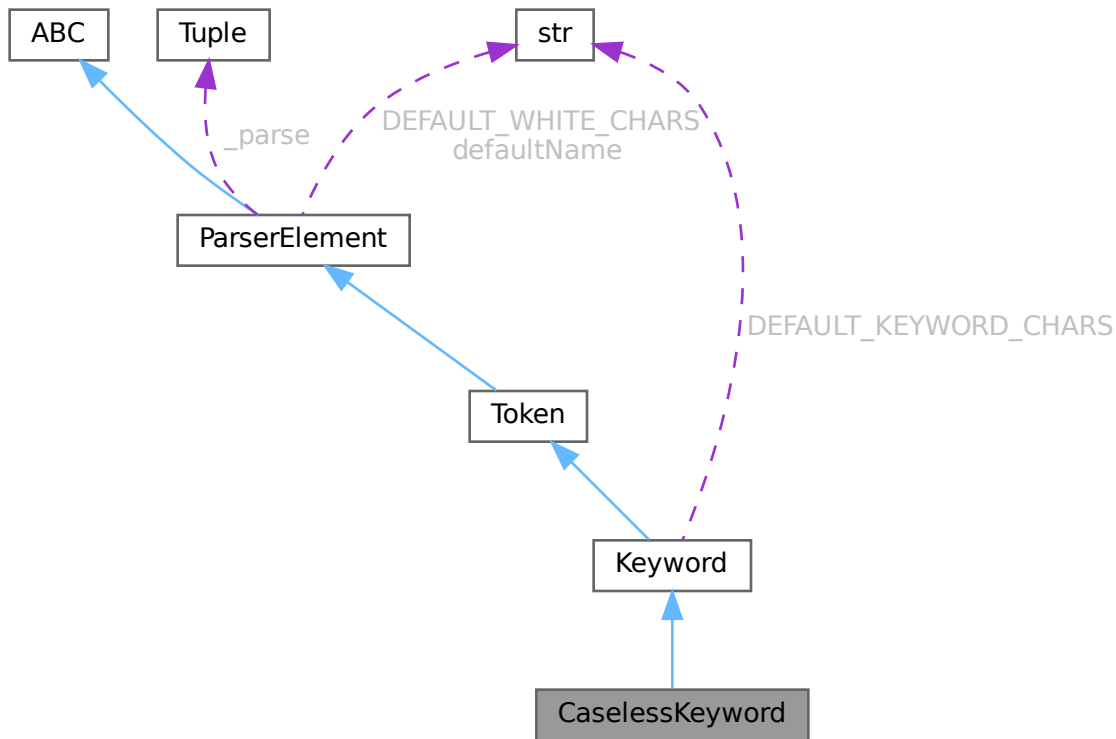 ABC
Tuple
str
_parse
DEFAULT_WHITE_CHARS
defaultName
ParserElement
DEFAULT_KEYWORD_CHARS
Token
Keyword
CaselessKeyword